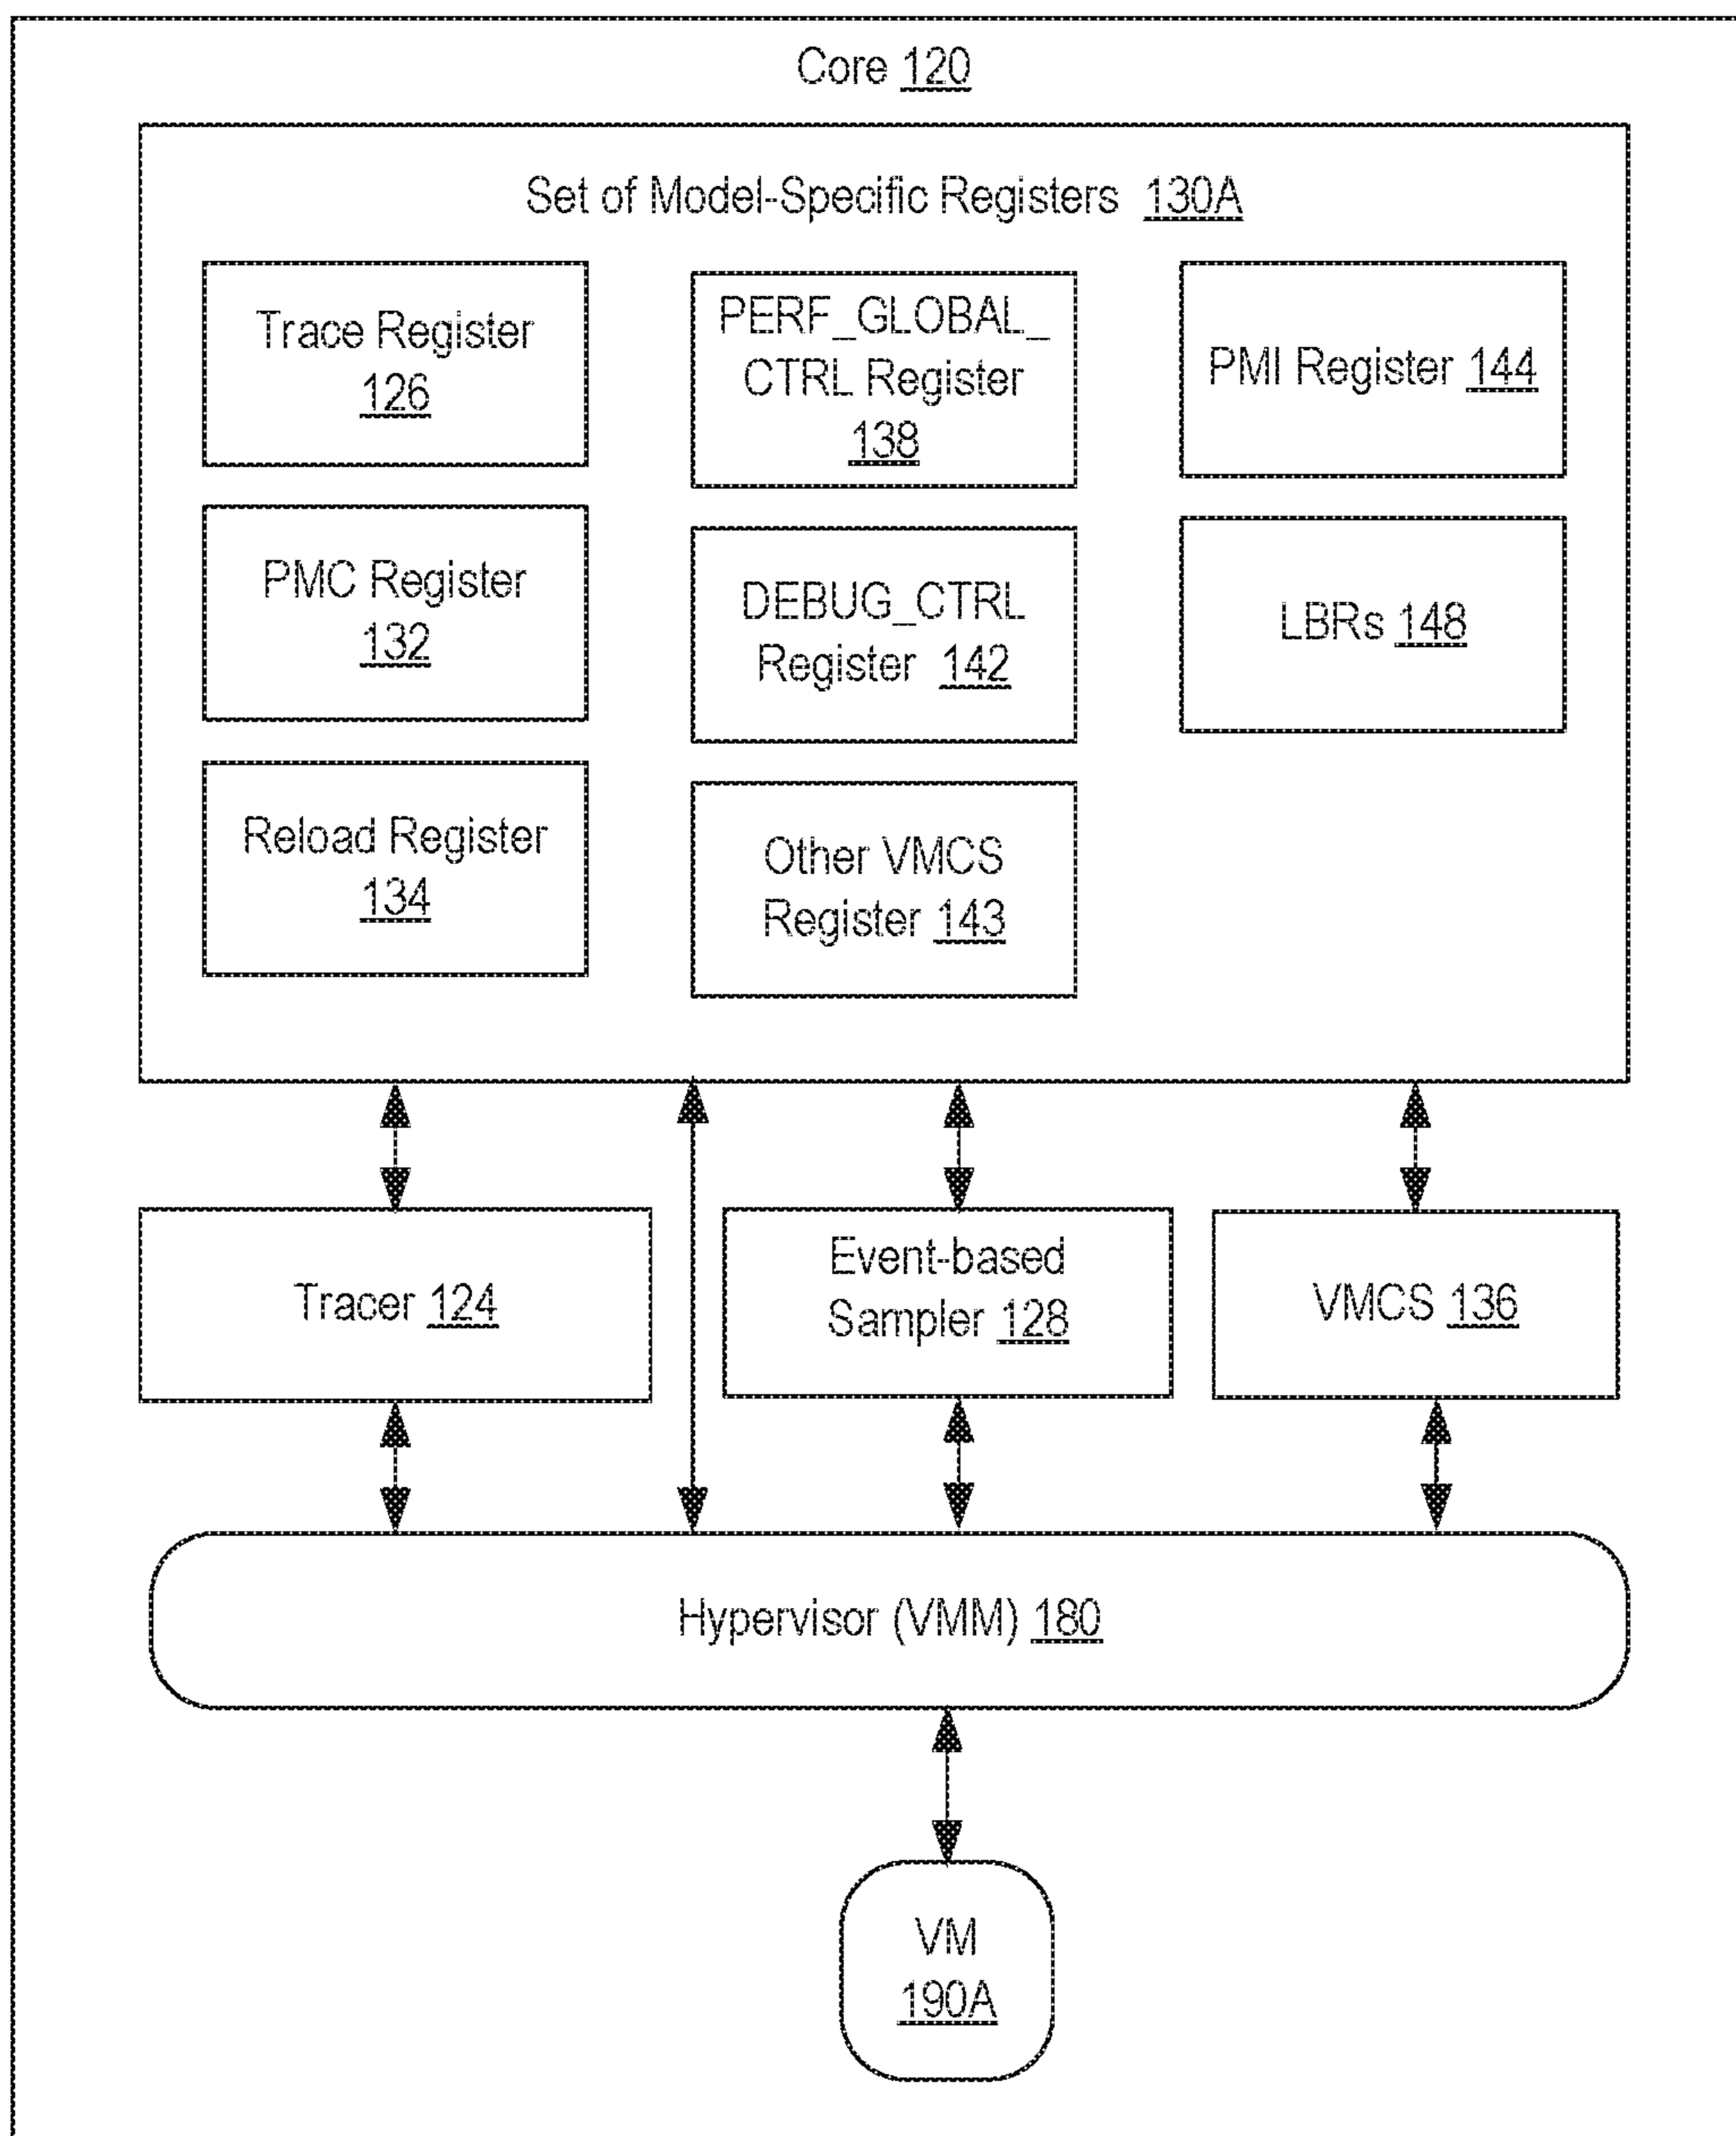 Core 120
Set of Model-Specific Registers 130A
Trace Register
126
PERF_GLOBAL_
CTRL Register
138
PMI Register 144
PMC Register
132
DEBUG_CTRL
Register 142
LBRs 148
Reload Register
134
Other VMCS
Register 143
Tracer 124
Event-based
Sampler 128
VMCS 136
Hypervisor (VMM) 180
VM
190A